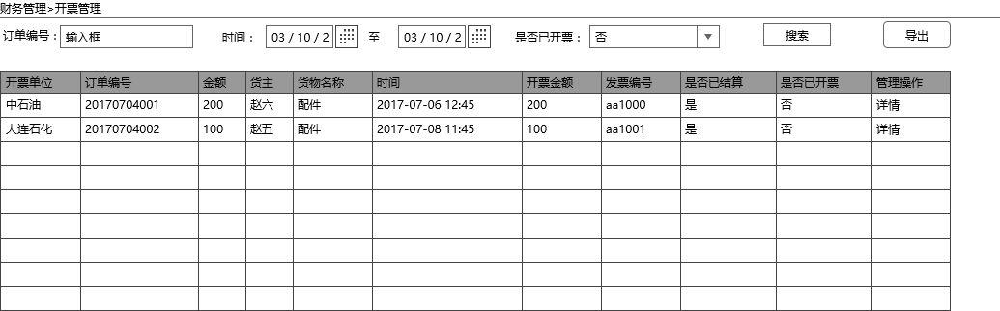 财务管理>开票管理
订单编号： 输入框 时间： 03 / 10 / 2 至 03 / 10 / 2 是否已开票： 否 搜索 导出
开票单位 订单编号 金额 货主 货物名称 时间 开票金额 发票编号 是否已结算 是否已开票 管理操作
中石油 20170704001 200 赵六 配件 2017-07-06 12:45 200 aa1000 是 否 详情
大连石化 20170704002 100 赵五 配件 2017-07-08 11:45 100 aa1001 是 否 详情